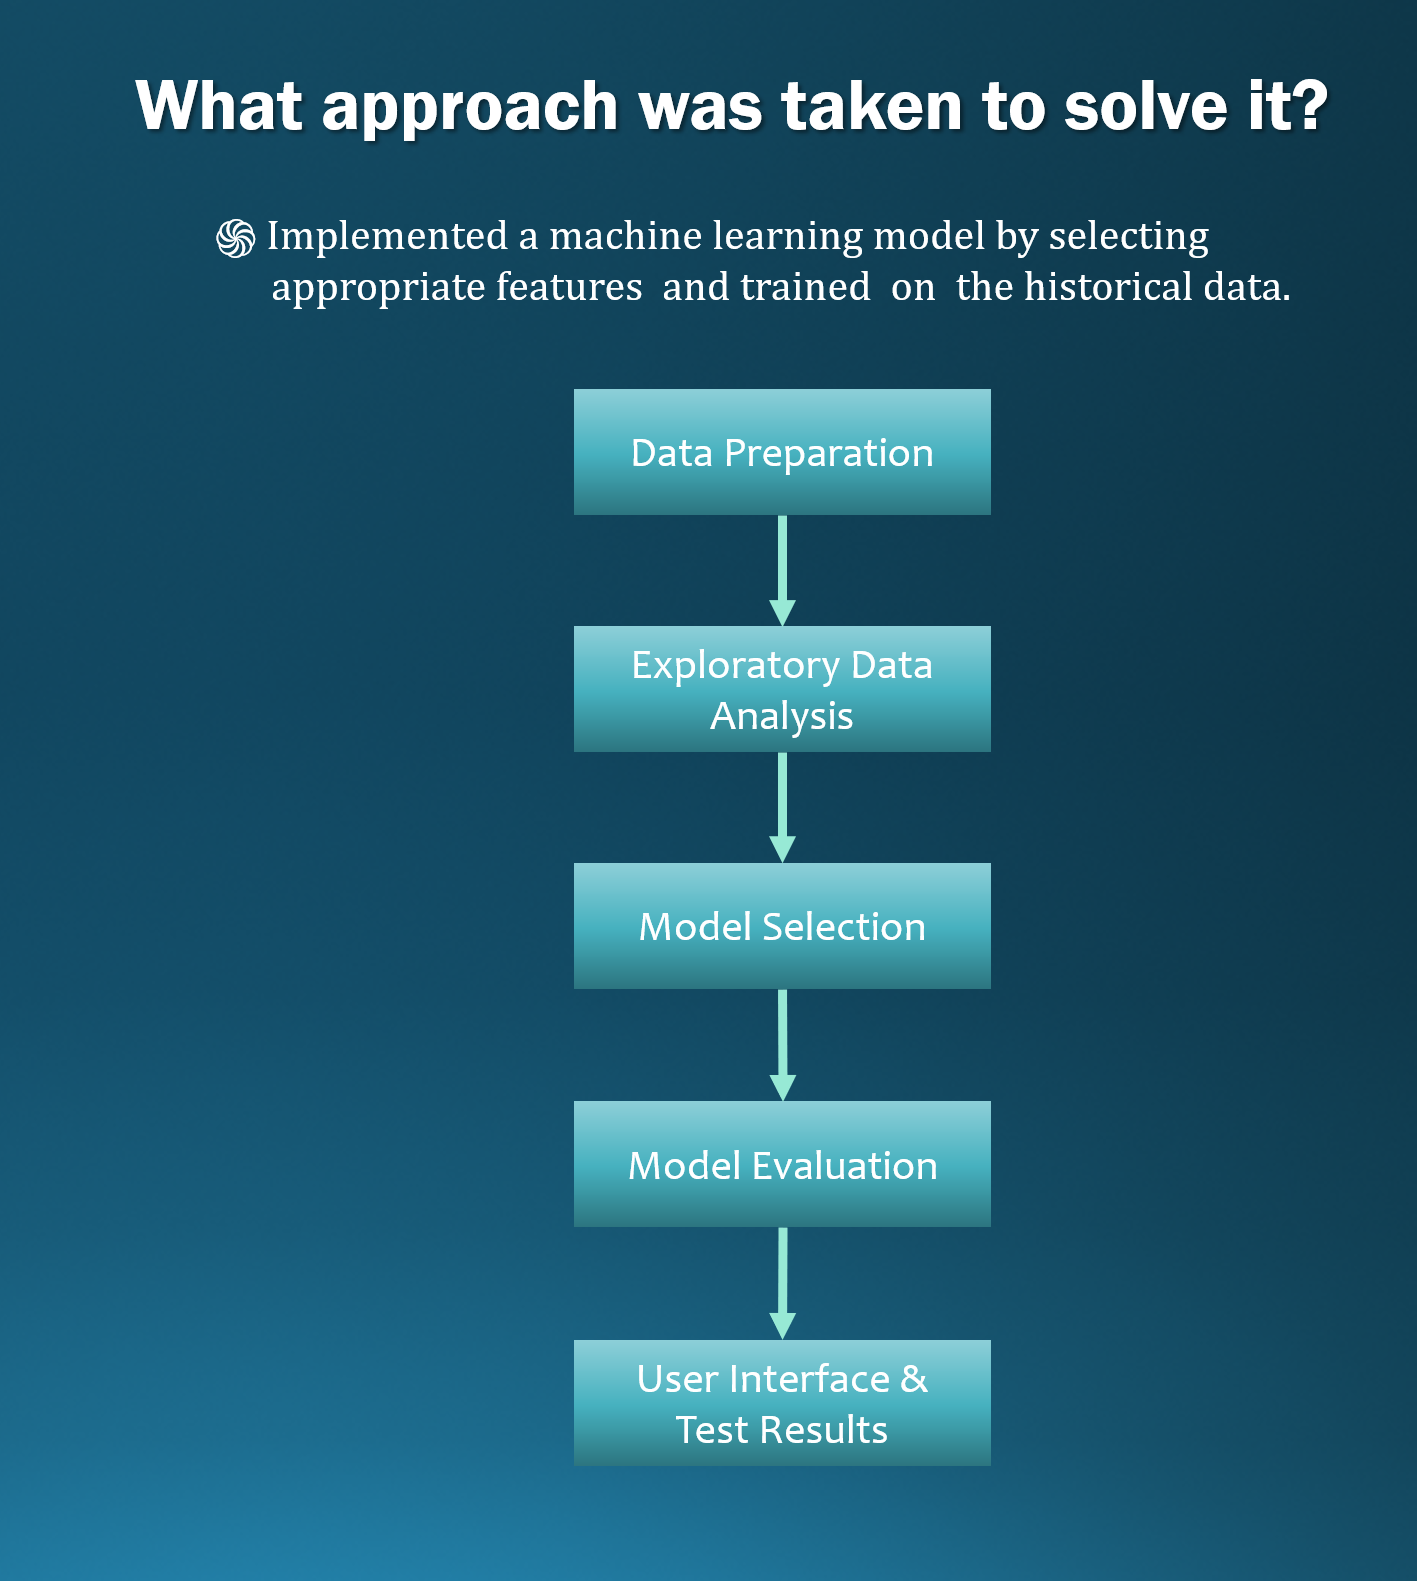 What approach was taken to solve it?
Implemented a machine learning model by selecting
appropriate features and trained on the historical data.
Data Preparation
Exploratory Data
Analysis
Model Selection
Model Evaluation
User Interface &
Test Results